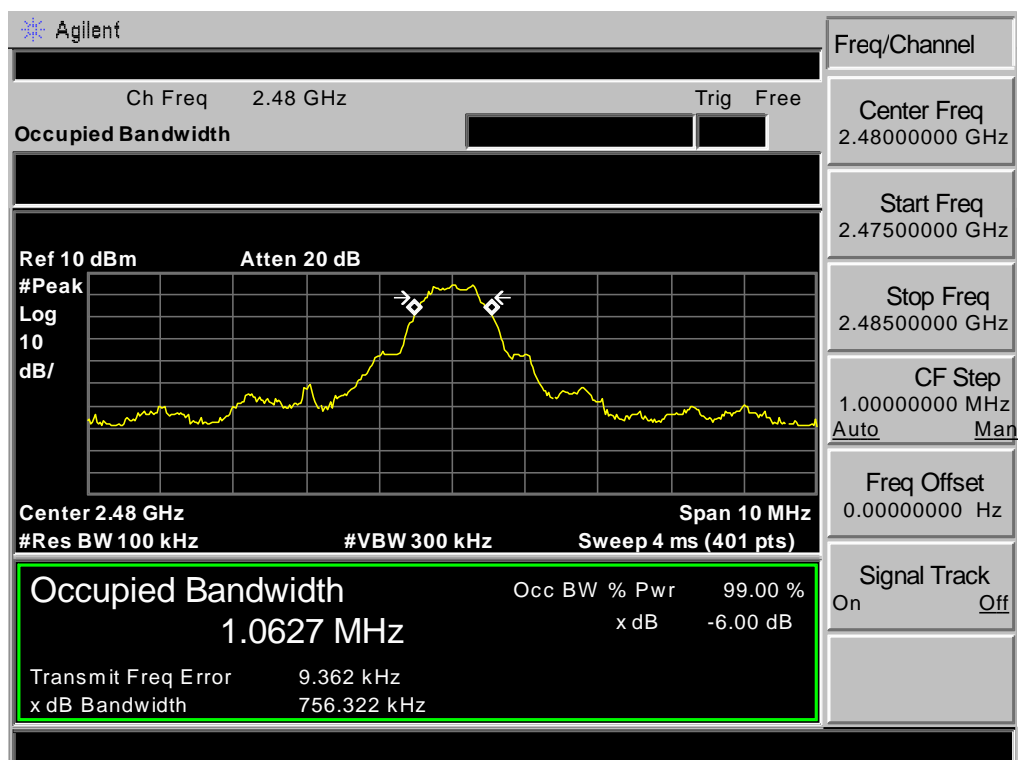 Agilent
Freq/Channel
Ch Freq 2.48 GHz Trig Free
Occupied Bandwidth
Center Freq
2.48000000 GHz
Start Freq
2.47500000 GHz
Stop Freq
2.48500000 GHz
CF Step
1.00000000 MHz
Auto Man
Freq Offset
0.00000000 Hz
Signal Track
On Off
Ref 10 dBm Atten 20 dB
#Peak
Log
10
dB/
Center 2.48 GHz Span 10 MHz
#Res BW 100 kHz #VBW 300 kHz Sweep 4 ms (401 pts)
Occupied Bandwidth
1.0627 MHz
Occ BW % Pwr 99.00 %
x dB -6.00 dB
Transmit Freq Error 9.362 kHz
x dB Bandwidth 756.322 kHz